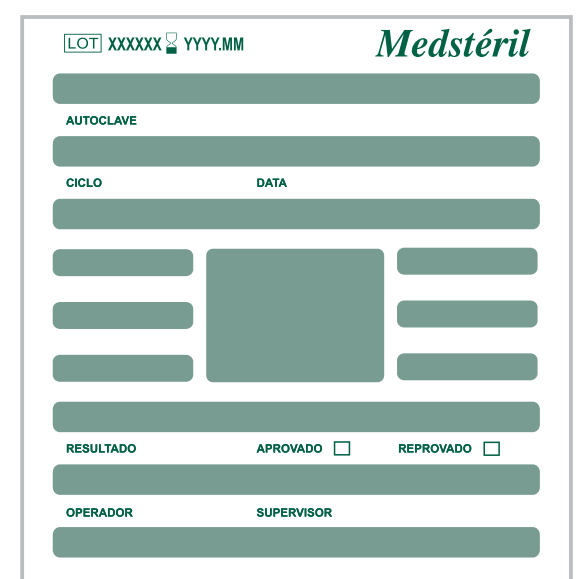 LOT XXXXXX YYYY.MM Medstéril
AUTOCLAVE
CICLO DATA
RESULTADO APROVADO REPROVADO
OPERADOR SUPERVISOR